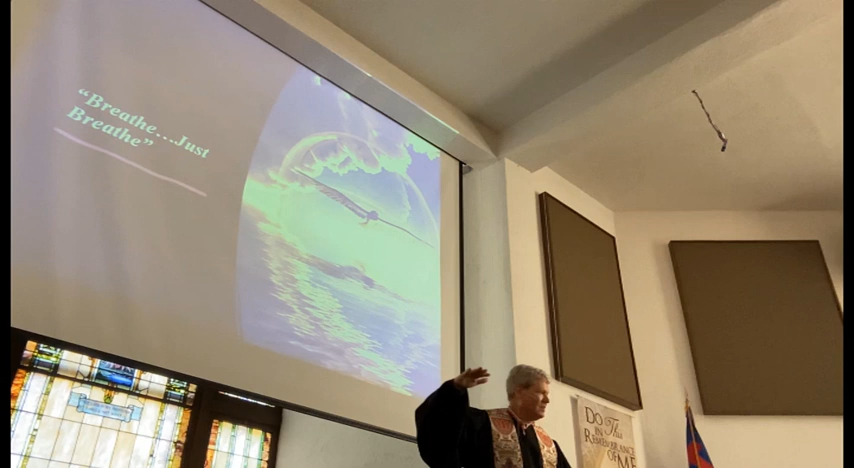 “Breathe...Just
Breathe”
DO This
IN
REMEMBRANCE
OF ME